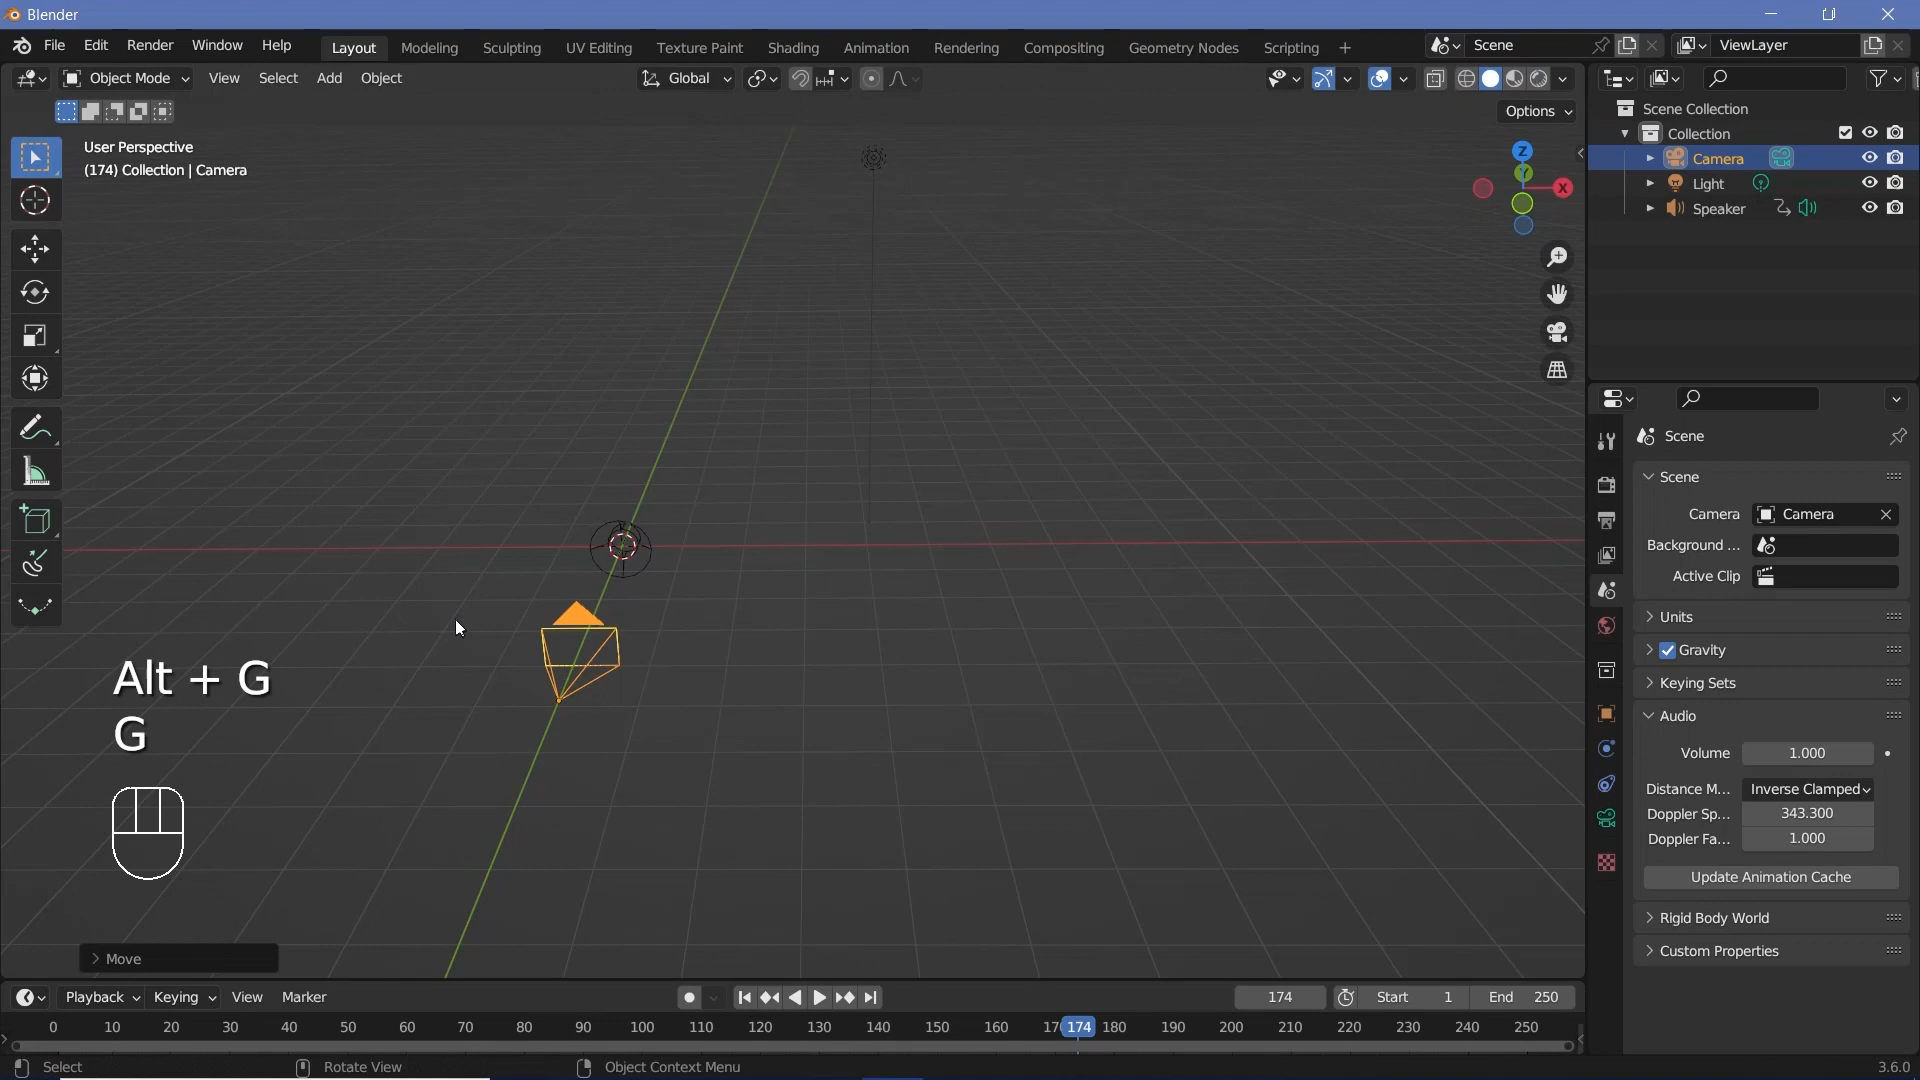 Blender
File Edit Render Window Help Layout Modeling Sculpting UV Editing Texture Paint Shading Animation Rendering Compositing Geometry Nodes Scripting + Scene ViewLayer
Object Mode View Select Add Object Global
Options
User Perspective
(174) Collection | Camera
Z
Y
X
Scene Collection
Collection
Camera
Light
Speaker
Scene
Scene
Camera Camera
Background ...
Active Clip
Units
Gravity
Keying Sets
Audio
Volume 1.000
Distance M... Inverse Clamped
Doppler Sp... 343.300
Doppler Fa... 1.000
Update Animation Cache
Rigid Body World
Custom Properties
Alt + G
G
Move
Playback Keying View Marker 174 Start 1 End 250
0 10 20 30 40 50 60 70 80 90 100 110 120 130 140 150 160 17 174 180 190 200 210 220 230 240 250
Select Rotate View Object Context Menu 3.6.0